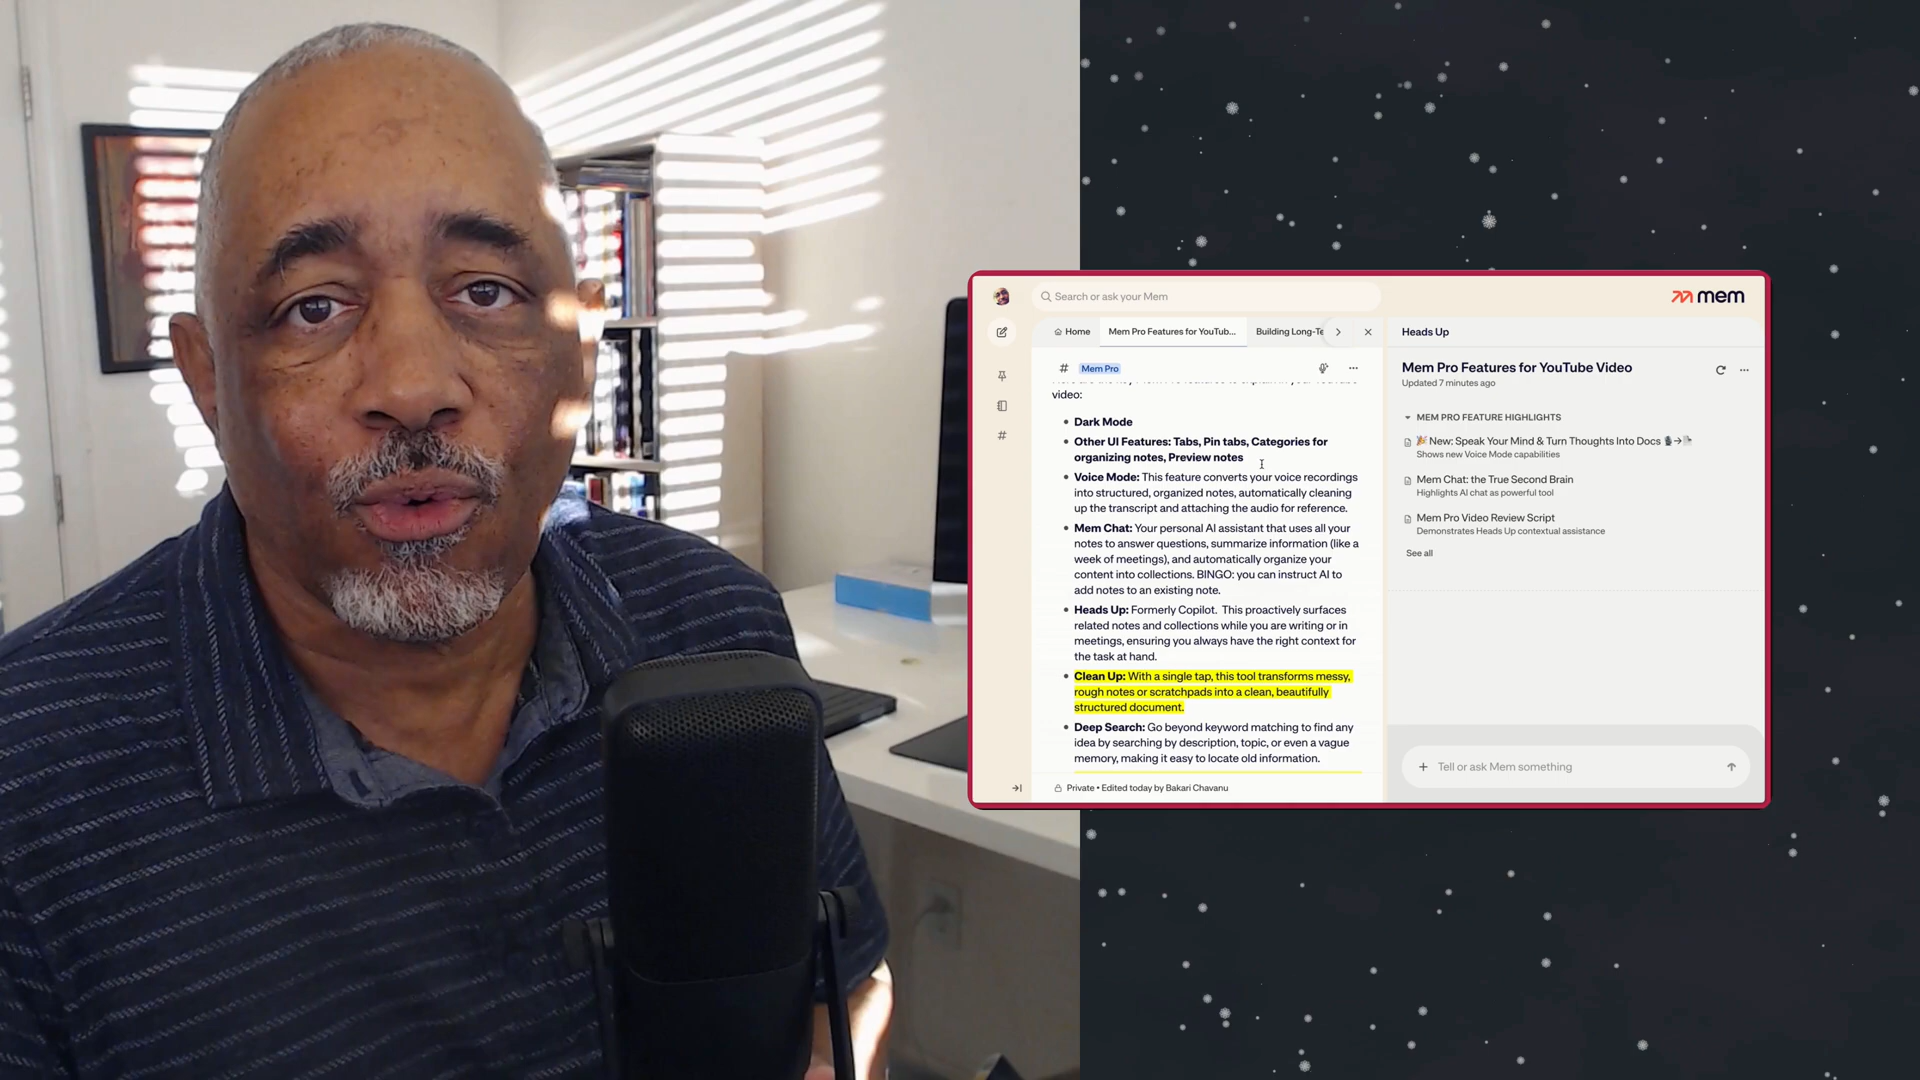 Search or ask your Mem
mem
Home
Mem Pro Features for YouTub...
Building Long-Te
Heads Up
# Mem Pro
video:
Dark Mode
Other UI Features: Tabs, Pin tabs, Categories for
organizing notes, Preview notes
Voice Mode: This feature converts your voice recordings
into structured, organized notes, automatically cleaning
up the transcript and attaching the audio for reference.
Mem Chat: Your personal AI assistant that uses all your
notes to answer questions, summarize information (like a
week of meetings), and automatically organize your
content into collections. BINGO: you can instruct AI to
add notes to an existing note.
Heads Up: Formerly Copilot. This proactively surfaces
related notes and collections while you are writing or in
meetings, ensuring you always have the right context for
the task at hand.
Clean Up: With a single tap, this tool transforms messy,
rough notes or scratchpads into a clean, beautifully
structured document.
Deep Search: Go beyond keyword matching to find any
idea by searching by description, topic, or even a vague
memory, making it easy to locate old information.
Private • Edited today by Bakari Chavanu
Mem Pro Features for YouTube Video
Updated 7 minutes ago
MEM PRO FEATURE HIGHLIGHTS
🎉 New: Speak Your Mind & Turn Thoughts Into Docs 🎙️→📄
Shows new Voice Mode capabilities
Mem Chat: the True Second Brain
Highlights AI chat as powerful tool
Mem Pro Video Review Script
Demonstrates Heads Up contextual assistance
See all
Tell or ask Mem something